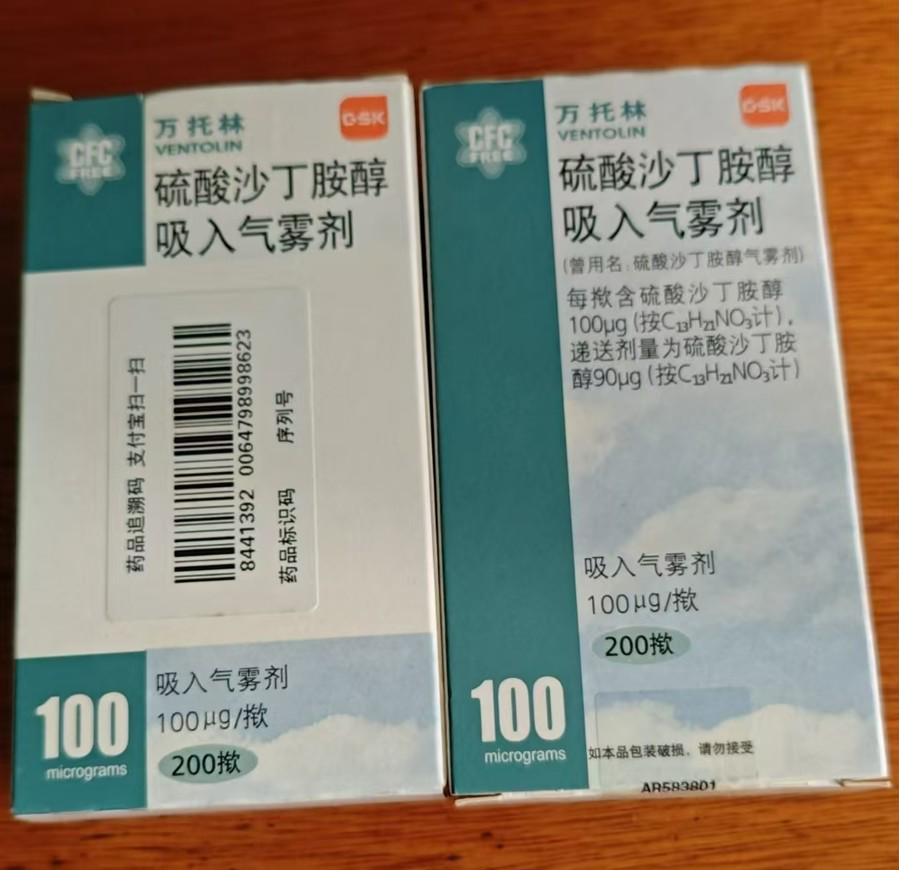 CFC
FREE
万托林
VENTOLIN
GSK
硫酸沙丁胺醇
吸入气雾剂
药品追溯码 支付宝扫一扫
8441392 0064798998623
药品标识码 序列号
100
micrograms
吸入气雾剂
100µg/揿
200揿
CFC
FREE
万托林
VENTOLIN
GSK
硫酸沙丁胺醇
吸入气雾剂
(曾用名:硫酸沙丁胺醇气雾剂)
每揿含硫酸沙丁胺醇
100µg (按C₁₃H₂₁NO₃计),
递送剂量为硫酸沙丁胺
醇90µg (按C₁₃H₂₁NO₃计)
吸入气雾剂
100µg/揿
200揿
100
micrograms
如本品包装破损,请勿接受
AR583801